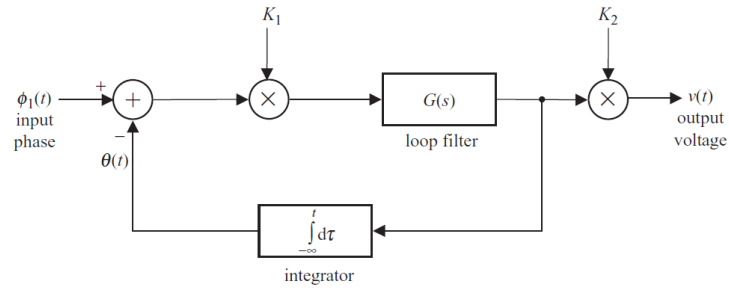 K₁
K₂
+
ϕ₁(t)
input
phase
+
×
G(s)
loop filter
×
v(t)
output
voltage
−
θ(t)
t
∫dτ
−∞
integrator